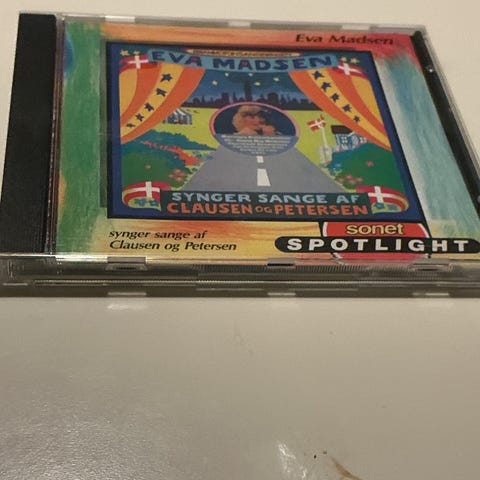 Eva Madsen
EVA MADSEN
SYNGER SANGE AF
CLAUSEN OG PETERSEN
synger sange af
Clausen og Petersen
sonet
SPOTLIGHT